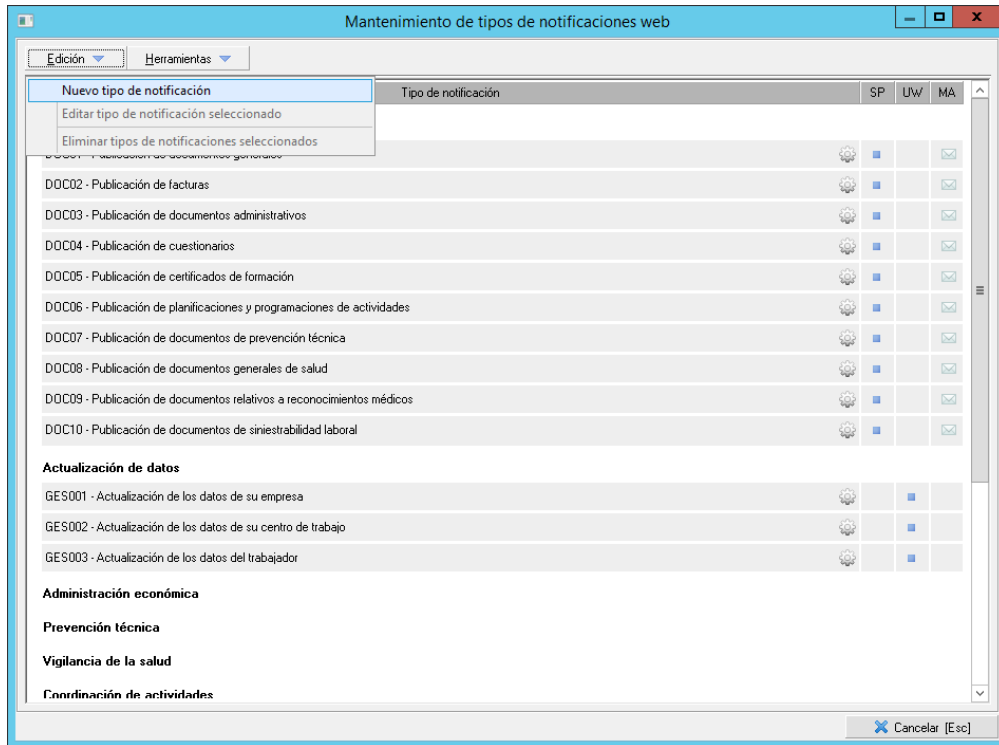 Mantenimiento de tipos de notificaciones web
Edición Herramientas
Nuevo tipo de notificación
Editar tipo de notificación seleccionado
Eliminar tipos de notificaciones seleccionados
Tipo de notificación SP UW MA
DOC01 - Publicación de documentos generales
DOC02 - Publicación de facturas
DOC03 - Publicación de documentos administrativos
DOC04 - Publicación de cuestionarios
DOC05 - Publicación de certificados de formación
DOC06 - Publicación de planificaciones y programaciones de actividades
DOC07 - Publicación de documentos de prevención técnica
DOC08 - Publicación de documentos generales de salud
DOC09 - Publicación de documentos relativos a reconocimientos médicos
DOC10 - Publicación de documentos de siniestrabilidad laboral
Actualización de datos
GES001 - Actualización de los datos de su empresa
GES002 - Actualización de los datos de su centro de trabajo
GES003 - Actualización de los datos del trabajador
Administración económica
Prevención técnica
Vigilancia de la salud
Coordinación de actividades
Cancelar [Esc]